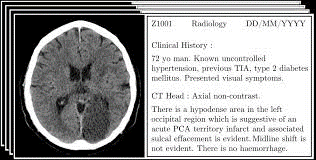 Z1001 Radiology DD/MM/YYYY
Clinical History :
72 yo man. Known uncontrolled
hypertension, previous TIA, type 2 diabetes
mellitus. Presented visual symptoms.
CT Head : Axial non-contrast.
There is a hypodense area in the left
occipital region which is suggestive of an
acute PCA territory infarct and associated
sulcal effacement is evident. Midline shift is
not evident. There is no haemorrhage.